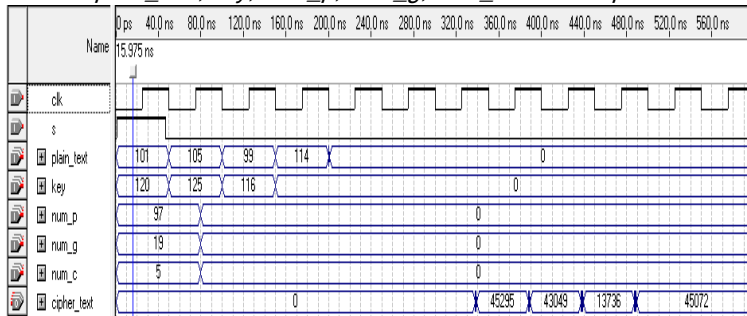 0 ps 40.0 ns 80.0 ns 120.0 ns 160.0 ns 200.0 ns 240.0 ns 280.0 ns 320.0 ns 360.0 ns 400.0 ns 440.0 ns 480.0 ns 520.0 ns 560.0 ns
Name 15.975 ns
clk
s
plain_text 101 105 99 114 0
key 120 125 116 0
num_p 97 0
num_g 19 0
num_c 5 0
cipher_text 0 45295 43049 13736 45072